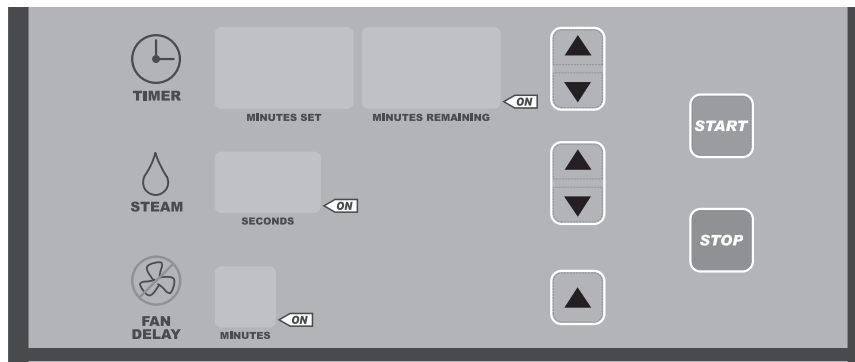 TIMER
MINUTES SET
MINUTES REMAINING
ON
START
STEAM
SECONDS
ON
STOP
FAN
DELAY
MINUTES
ON